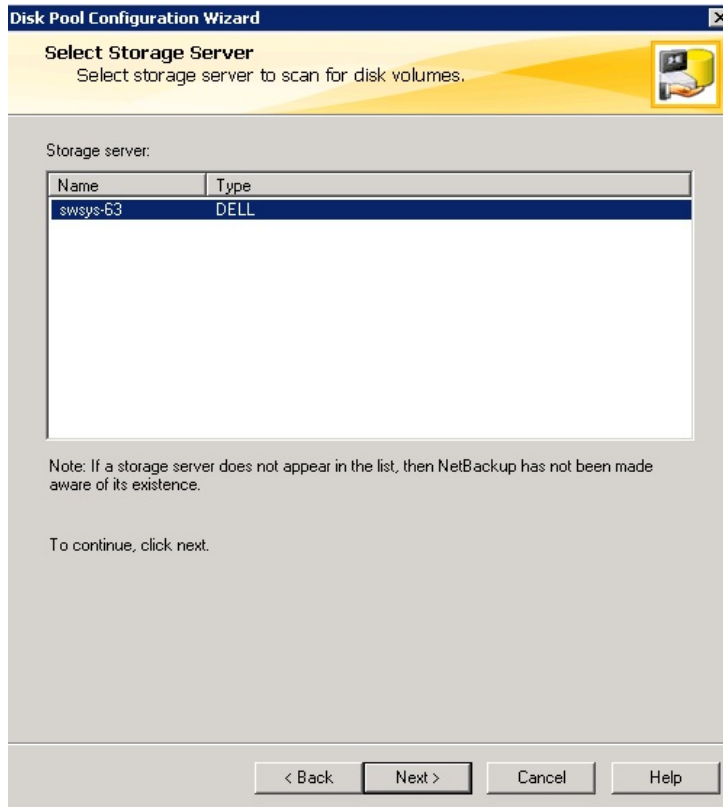 Disk Pool Configuration Wizard
Select Storage Server
Select storage server to scan for disk volumes.
Storage server:
Name Type
swsys-63 DELL
Note: If a storage server does not appear in the list, then NetBackup has not been made
aware of its existence.
To continue, click next.
< Back Next > Cancel Help